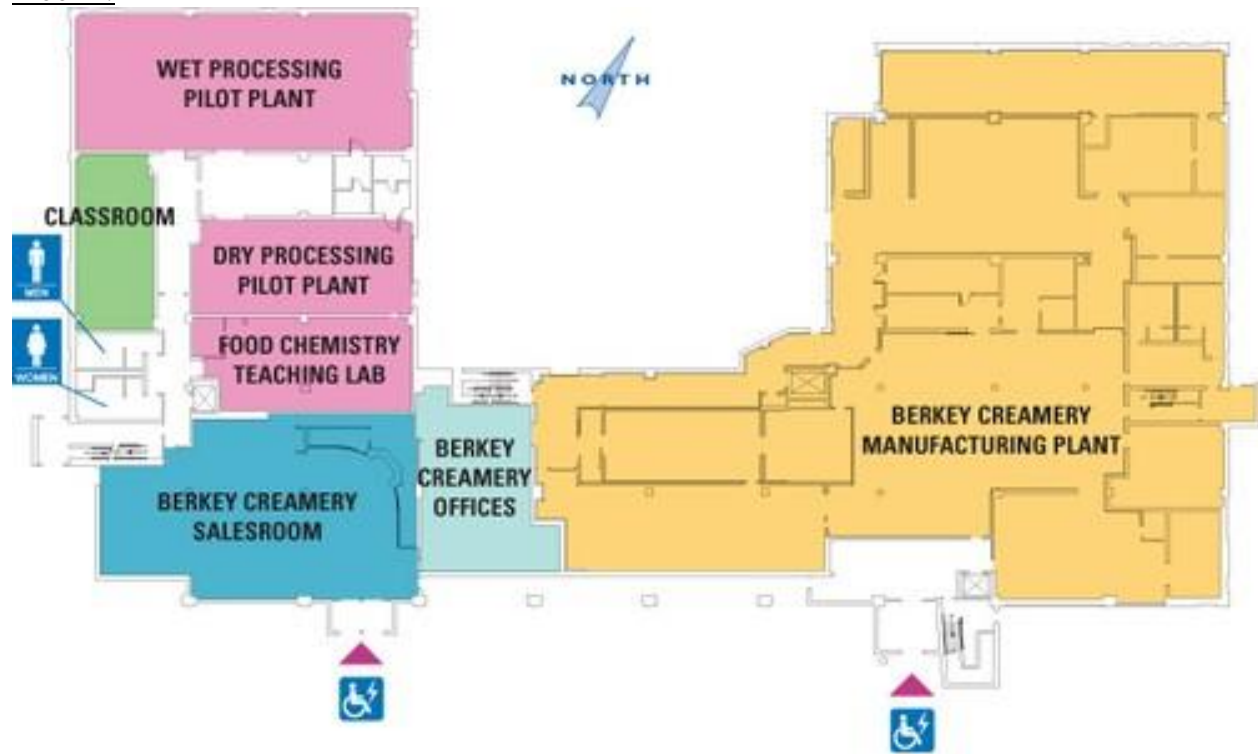 WET PROCESSING
PILOT PLANT
NORTH
CLASSROOM
DRY PROCESSING
PILOT PLANT
MEN
FOOD CHEMISTRY
TEACHING LAB
WOMEN
BERKEY CREAMERY
MANUFACTURING PLANT
BERKEY
CREAMERY
OFFICES
BERKEY CREAMERY
SALESROOM